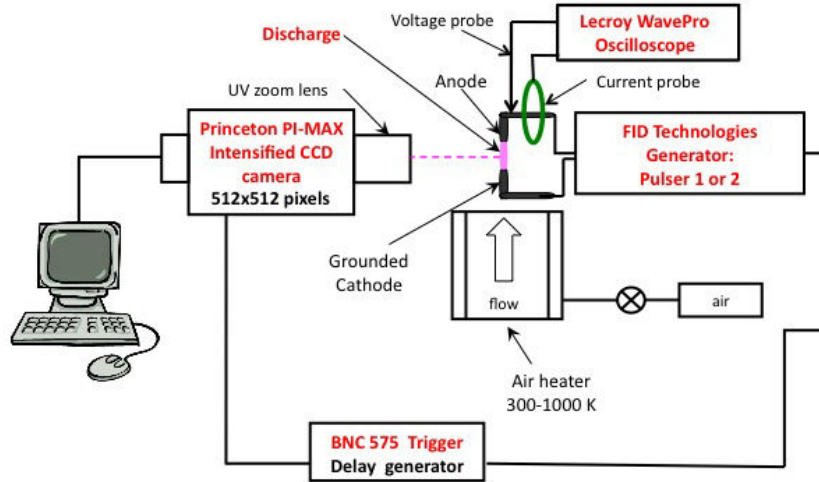 Voltage probe
Lecroy WavePro
Oscilloscope
Discharge
Anode
Current probe
UV zoom lens
Princeton PI-MAX
Intensified CCD
camera
512x512 pixels
FID Technologies
Generator:
Pulser 1 or 2
Grounded
Cathode
flow
air
Air heater
300-1000 K
BNC 575 Trigger
Delay generator